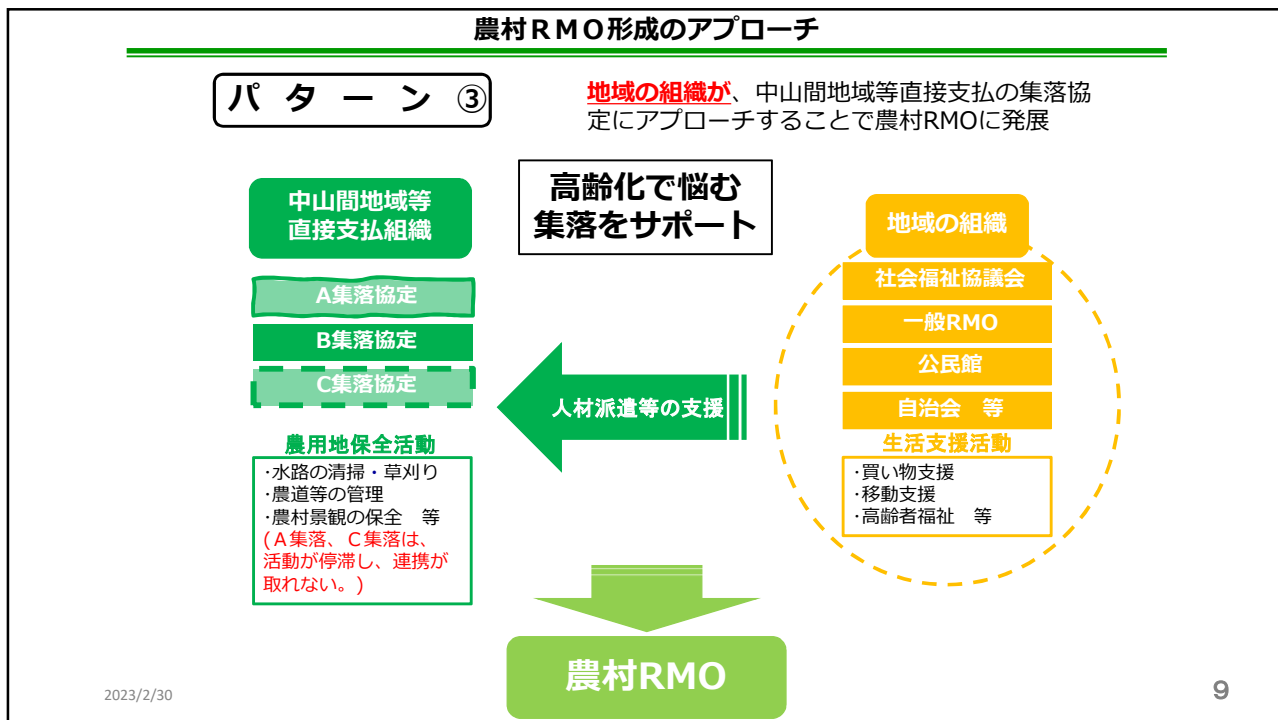 農村RMO形成のアプローチ
パターン③
地域の組織が、中山間地域等直接支払の集落協
定にアプローチすることで農村RMOに発展
高齢化で悩む
集落をサポート
中山間地域等
直接支払組織
A集落協定
B集落協定
C集落協定
農用地保全活動
・水路の清掃・草刈り
・農道等の管理
・農村景観の保全　等
(A集落、C集落は、
活動が停滞し、連携が
取れない。)
人材派遣等の支援
地域の組織
社会福祉協議会
一般RMO
公民館
自治会　等
生活支援活動
・買い物支援
・移動支援
・高齢者福祉　等
農村RMO
2023/2/30
9